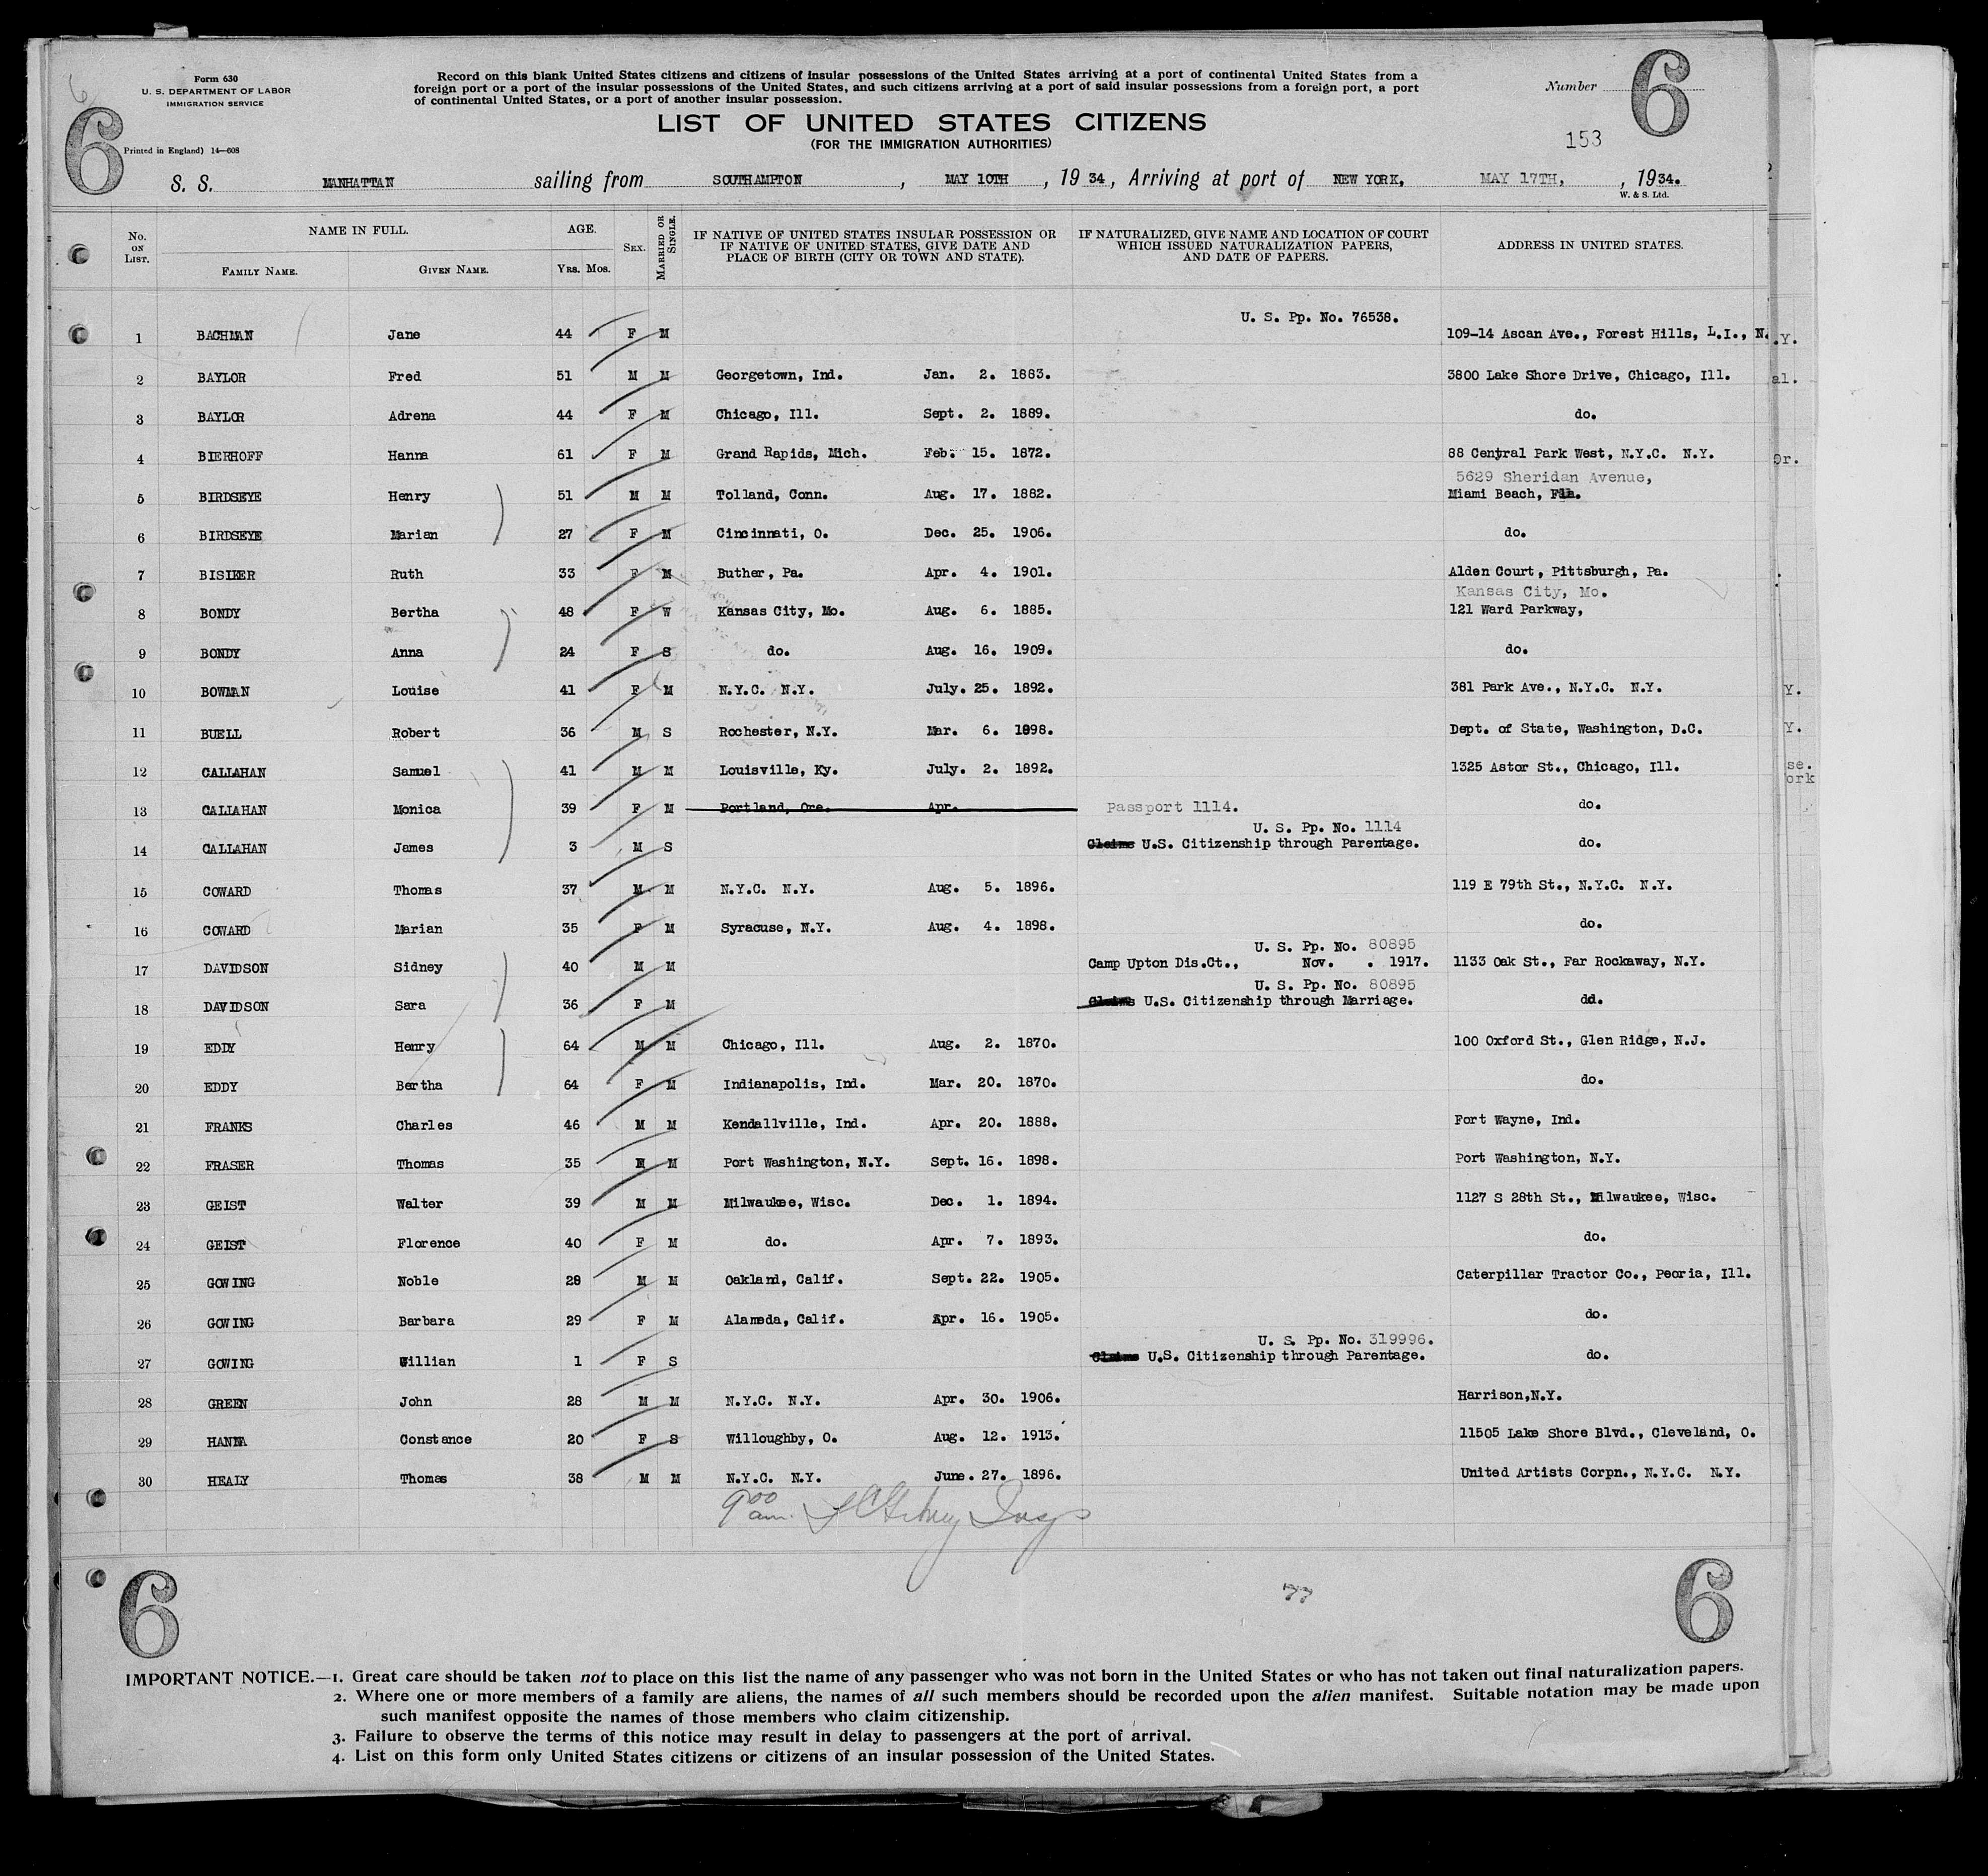 6
Form 630
U. S. DEPARTMENT OF LABOR
IMMIGRATION SERVICE
6
Printed in England) 14—608
Record on this blank United States citizens and citizens of insular possessions of the United States arriving at a port of continental United States from a
foreign port or a port of the insular possessions of the United States, and such citizens arriving at a port of said insular possessions from a foreign port, a port
of continental United States, or a port of another insular possession.
LIST OF UNITED STATES CITIZENS
(FOR THE IMMIGRATION AUTHORITIES)
Number 6
153
S. S. MANHATTAN sailing from SOUTHAMPTON, MAY 10TH, 1934, Arriving at port of NEW YORK, MAY 17TH, , 1934.
W. & S. Ltd.
No. ON LIST. NAME IN FULL. FAMILY NAME. GIVEN NAME. AGE. YRS. MOS. SEX. MARRIED OR SINGLE. IF NATIVE OF UNITED STATES INSULAR POSSESSION OR IF NATIVE OF UNITED STATES, GIVE DATE AND PLACE OF BIRTH (CITY OR TOWN AND STATE). IF NATURALIZED, GIVE NAME AND LOCATION OF COURT WHICH ISSUED NATURALIZATION PAPERS, AND DATE OF PAPERS. ADDRESS IN UNITED STATES.
U. S. Pp. No. 76538.
1 BACHMAN Jane 44 F M 109-14 Ascan Ave., Forest Hills, L.I., N.Y.
2 BAYLOR Fred 51 M M Georgetown, Ind. Jan. 2. 1883. 3800 Lake Shore Drive, Chicago, Ill.
3 BAYLOR Adrena 44 F M Chicago, Ill. Sept. 2. 1889. do.
4 BIERHOFF Hanna 61 F M Grand Rapids, Mich. Feb. 15. 1872. 88 Central Park West, N.Y.C. N.Y.
5629 Sheridan Avenue,
5 BIRDSEYE Henry 51 M M Tolland, Conn. Aug. 17. 1882. Miami Beach, Fla.
6 BIRDSEYE Marian 27 F M Cincinnati, O. Dec. 25. 1906. do.
7 BISIKER Ruth 33 F M Buther, Pa. Apr. 4. 1901. Alden Court, Pittsburgh, Pa.
Kansas City, Mo.
8 BONDY Bertha 48 F W Kansas City, Mo. Aug. 6. 1885. 121 Ward Parkway,
9 BONDY Anna 24 F S do. Aug. 16. 1909. do.
10 BOWMAN Louise 41 F M N.Y.C. N.Y. July. 25. 1892. 381 Park Ave., N.Y.C. N.Y.
11 BUELL Robert 36 M S Rochester, N.Y. Mar. 6. 1898. Dept. of State, Washington, D.C.
12 CALLAHAN Samuel 41 M M Louisville, Ky. July. 2. 1892. 1325 Astor St., Chicago, Ill.
13 CALLAHAN Monica 39 F M Portland, Ore. Apr. Passport 1114. do.
U. S. Pp. No. 1114
14 CALLAHAN James 3 M S Claims U.S. Citizenship through Parentage. do.
15 COWARD Thomas 37 M M N.Y.C. N.Y. Aug. 5. 1896. 119 E 79th St., N.Y.C. N.Y.
16 COWARD Marian 35 F M Syracuse, N.Y. Aug. 4. 1898. do.
U. S. Pp. No. 80895
17 DAVIDSON Sidney 40 M M Camp Upton Dis.Ct., Nov. . 1917. 1133 Oak St., Far Rockaway, N.Y.
U. S. Pp. No. 80895
18 DAVIDSON Sara 36 F M Claims U.S. Citizenship through Marriage. dd.
19 EDDY Henry 64 M M Chicago, Ill. Aug. 2. 1870. 100 Oxford St., Glen Ridge, N.J.
20 EDDY Bertha 64 F M Indianapolis, Ind. Mar. 20. 1870. do.
21 FRANKS Charles 46 M M Kendallville, Ind. Apr. 20. 1888. Fort Wayne, Ind.
22 FRASER Thomas 35 M M Port Washington, N.Y. Sept. 16. 1898. Port Washington, N.Y.
23 GEIST Walter 39 M M Milwaukee, Wisc. Dec. 1. 1894. 1127 S 28th St., Milwaukee, Wisc.
24 GEIST Florence 40 F M do. Apr. 7. 1893. do.
25 GOWING Noble 28 M M Oakland, Calif. Sept. 22. 1905. Caterpillar Tractor Co., Peoria, Ill.
26 GOWING Barbara 29 F M Alameda, Calif. Apr. 16. 1905. do.
U. S. Pp. No. 319996.
27 GOWING Willian 1 F S Claims U.S. Citizenship through Parentage. do.
28 GREEN John 28 M M N.Y.C. N.Y. Apr. 30. 1906. Harrison,N.Y.
29 HANNA Constance 20 F S Willoughby, O. Aug. 12. 1913. 11505 Lake Shore Blvd., Cleveland, O.
30 HEALY Thomas 38 M M N.Y.C. N.Y. June. 27. 1896. United Artists Corpn., N.Y.C. N.Y.
9 00 am.
77
6 6
IMPORTANT NOTICE.—1. Great care should be taken not to place on this list the name of any passenger who was not born in the United States or who has not taken out final naturalization papers.
2. Where one or more members of a family are aliens, the names of all such members should be recorded upon the alien manifest. Suitable notation may be made upon
such manifest opposite the names of those members who claim citizenship.
3. Failure to observe the terms of this notice may result in delay to passengers at the port of arrival.
4. List on this form only United States citizens or citizens of an insular possession of the United States.